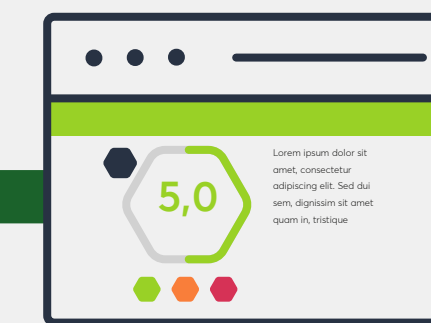 5,0
Lorem ipsum dolor sit
amet, consectetur
adipiscing elit. Sed dui
sem, dignissim sit amet
quam in, tristique